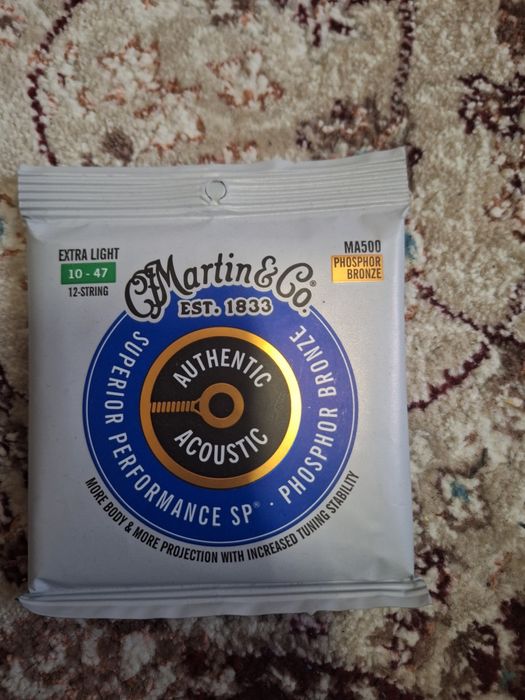 EXTRA LIGHT
10 - 47
12-STRING
MA500
PHOSPHOR
BRONZE
CF Martin & Co.®
EST. 1833
AUTHENTIC
ACOUSTIC
SUPERIOR PERFORMANCE SP® · PHOSPHOR BRONZE
MORE BODY & MORE PROJECTION WITH INCREASED TUNING STABILITY